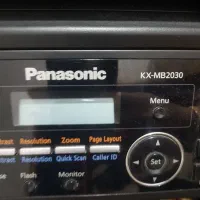 Panasonic KX-MB2030
Menu
Resolution Zoom Page Layout
Resolution Quick Scan Caller ID
Set
Flash Monitor